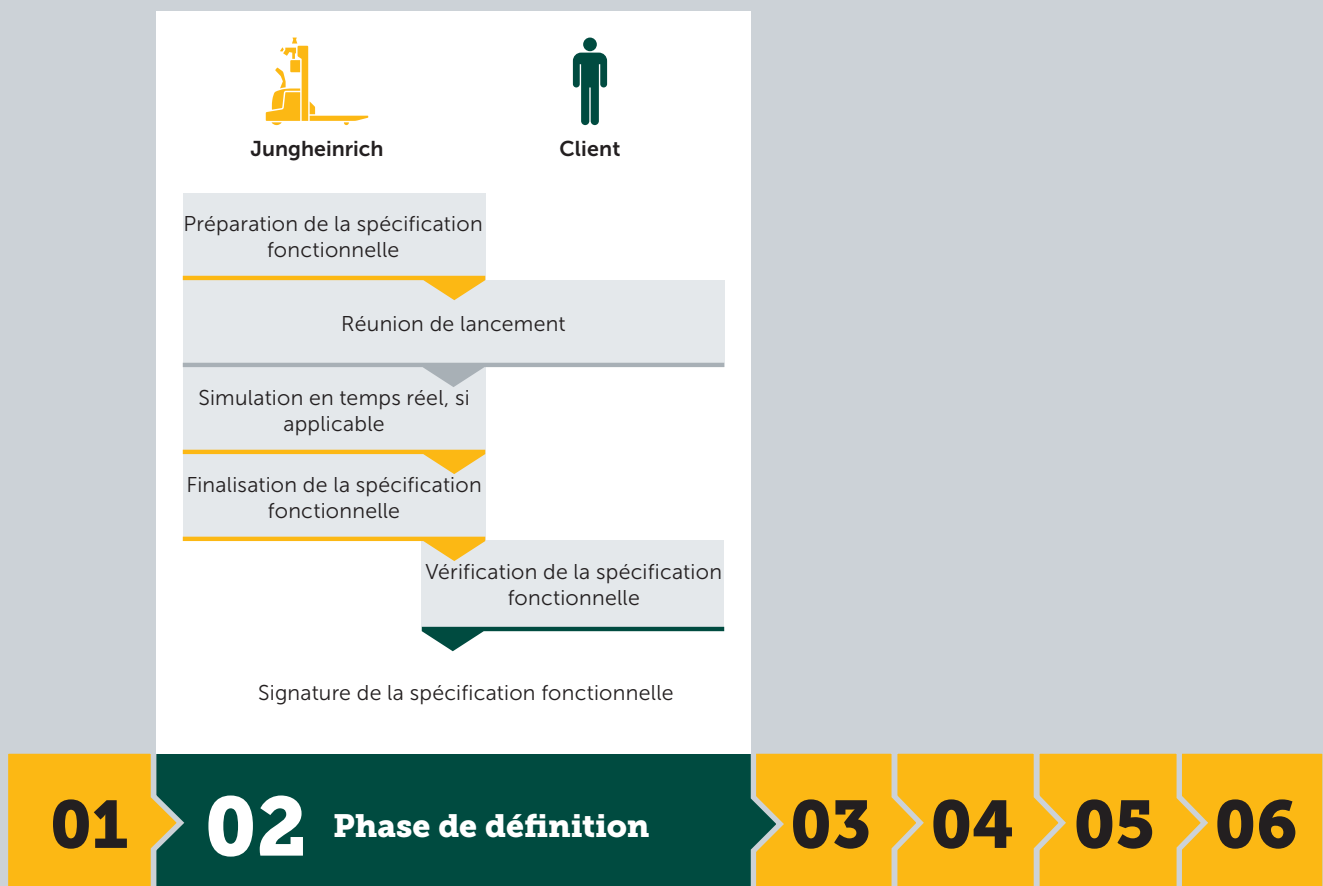 Jungheinrich
Client
Préparation de la spécification
fonctionnelle
Réunion de lancement
Simulation en temps réel, si
applicable
Finalisation de la spécification
fonctionnelle
Vérification de la spécification
fonctionnelle
Signature de la spécification fonctionnelle
01
02 Phase de définition
03
04
05
06